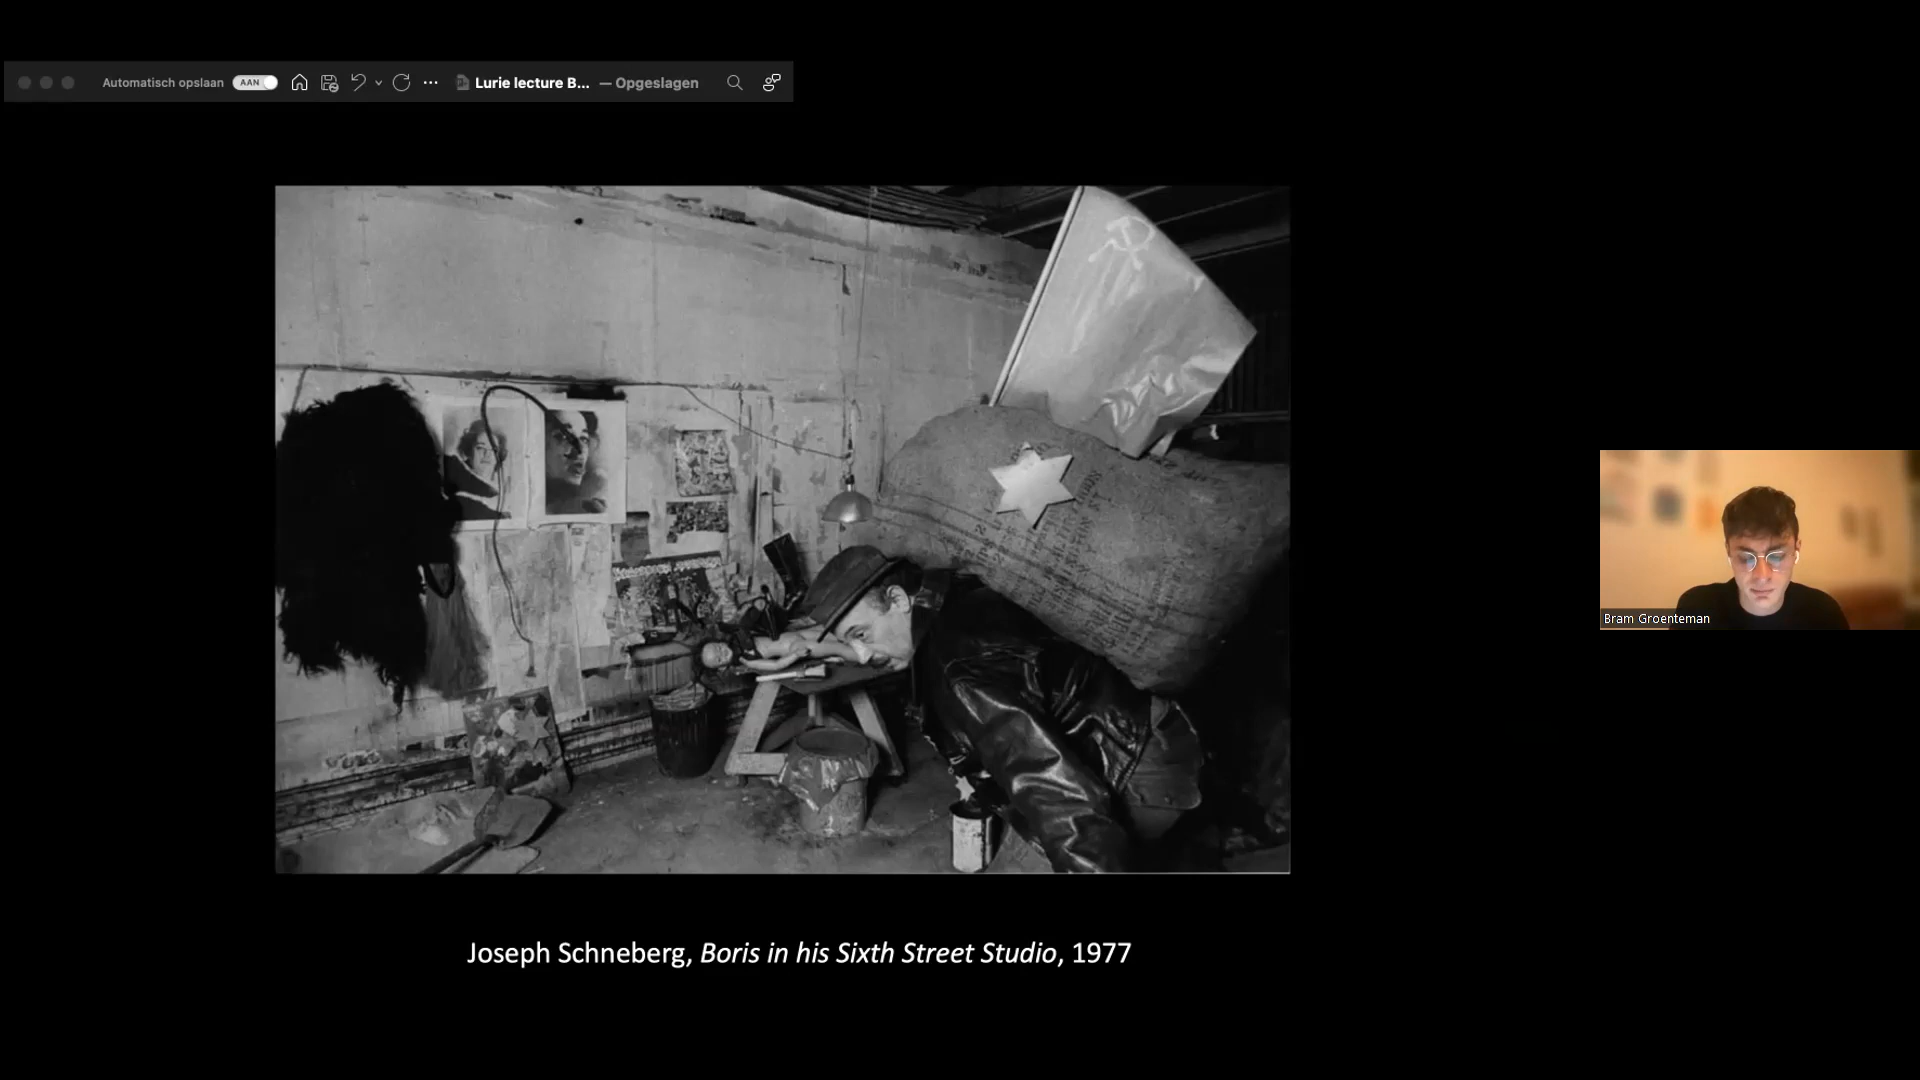 Automatisch opslaan AAN ... Lurie lecture B... — Opgeslagen
Bram Groenteman
Joseph Schneberg, Boris in his Sixth Street Studio, 1977